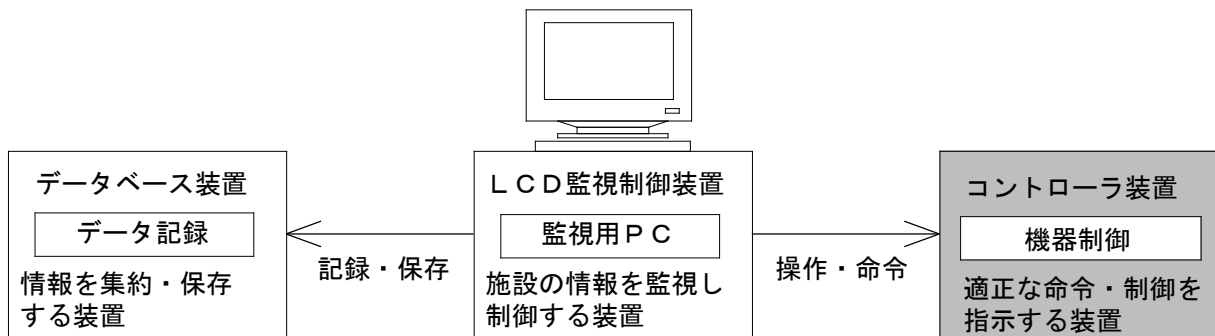 データベース装置
データ記録
情報を集約・保存
する装置
記録・保存
ＬＣＤ監視制御装置
監視用ＰＣ
施設の情報を監視し
制御する装置
操作・命令
コントローラ装置
機器制御
適正な命令・制御を
指示する装置